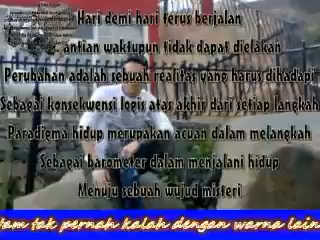 Hari demi hari terus berjalan
antian waktupun tidak dapat dielakan
Perubahan adalah sebuah realitas yang harus dihadapi
Sebagai konsekwensi logis atas akhir dari setiap langkah
Paradigma hidup merupakan acuan dalam melangkah
Sebagai barometer dalam menjalani hidup
Menuju sebuah wujud misteri
tam tak pernah kalah dengan warna lain